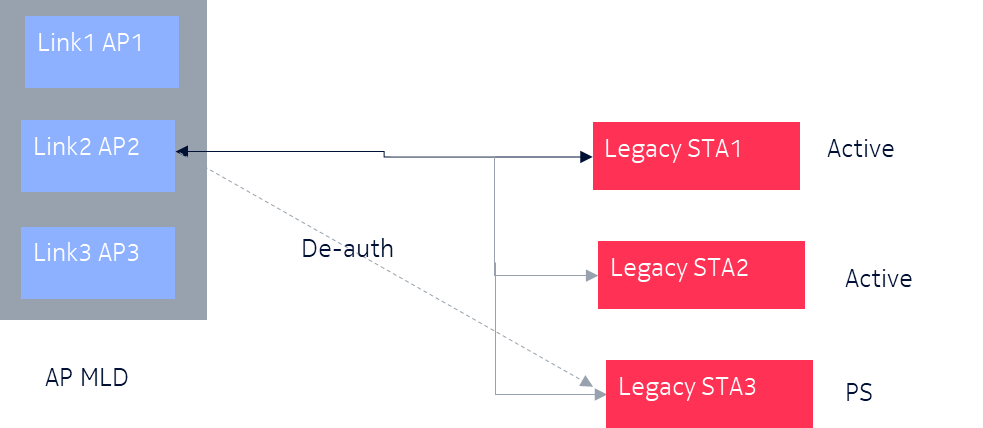 Link1 AP1
Link2 AP2
Legacy STA1
Active
Link3 AP3
De-auth
Legacy STA2
Active
AP MLD
Legacy STA3
PS